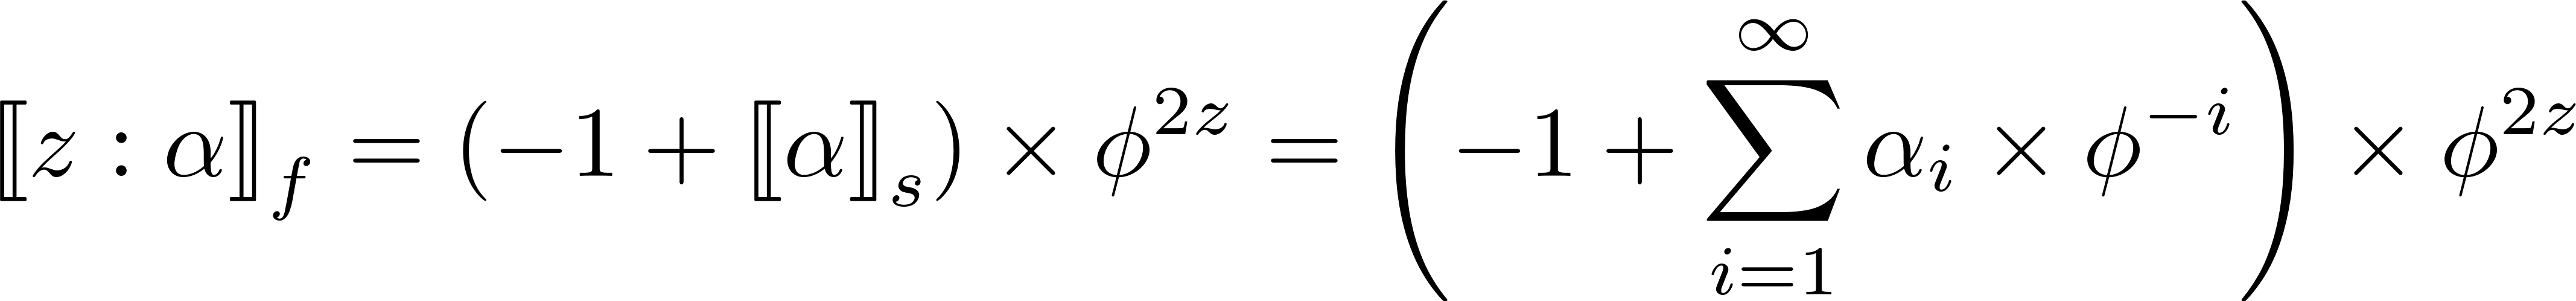 ⟦z : α⟧_f = (−1 + ⟦α⟧_s) × ϕ^{2z} = (−1 + ∑_{i=1}^{∞} α_i × ϕ^{−i}) × ϕ^{2z}